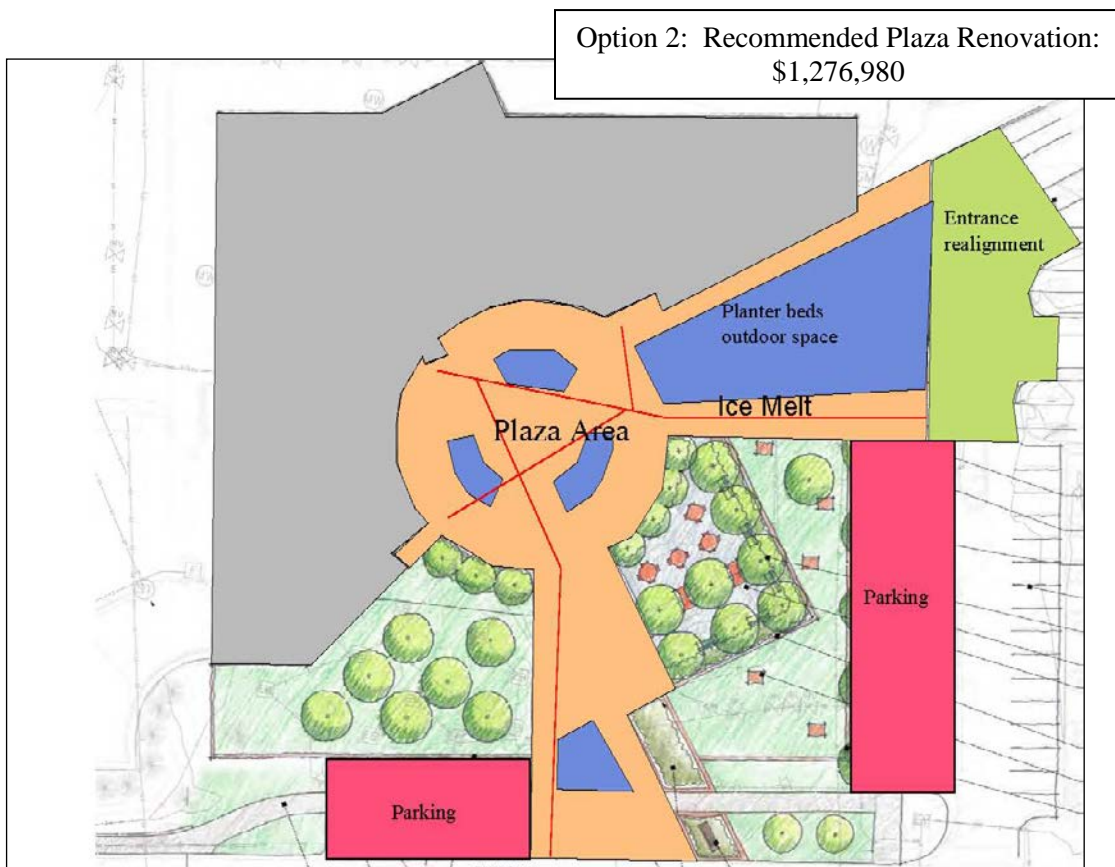 Option 2: Recommended Plaza Renovation:
$1,276,980
Entrance
realignment
Planter beds
outdoor space
Ice Melt
Plaza Area
Parking
Parking